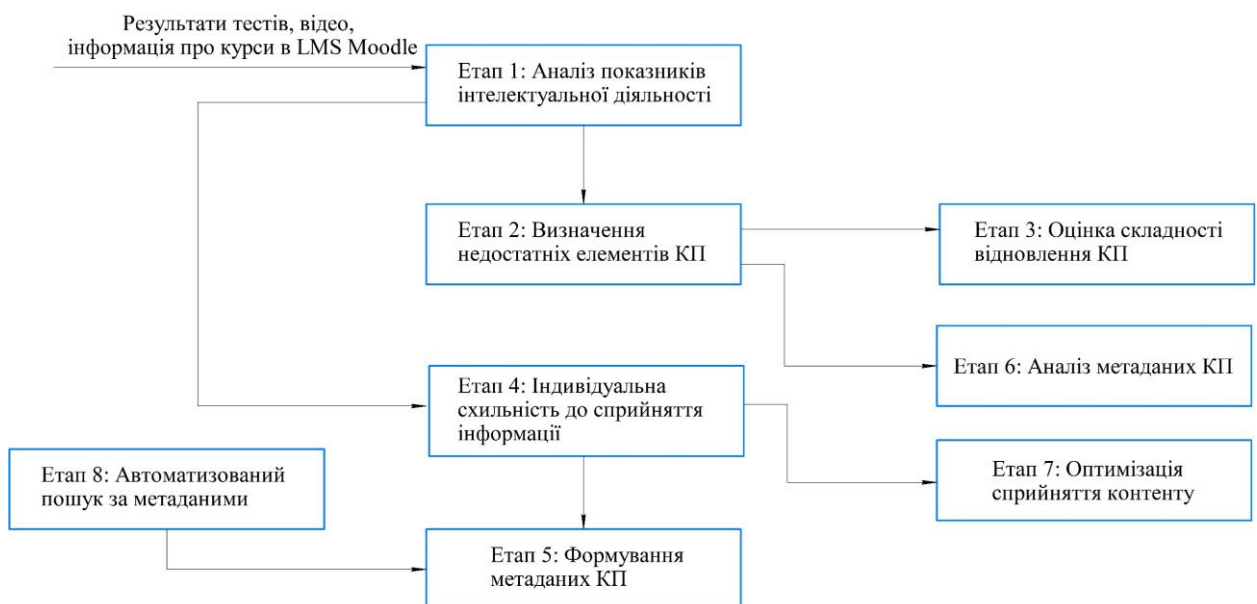 Результати тестів, відео,
інформація про курси в LMS Moodle
Етап 1: Аналіз показників
інтелектуальної діяльності
Етап 2: Визначення
недостатніх елементів КП
Етап 3: Оцінка складності
відновлення КП
Етап 6: Аналіз метаданих КП
Етап 4: Індивідуальна
схильність до сприйняття
інформації
Етап 7: Оптимізація
сприйняття контенту
Етап 8: Автоматизований
пошук за метаданими
Етап 5: Формування
метаданих КП